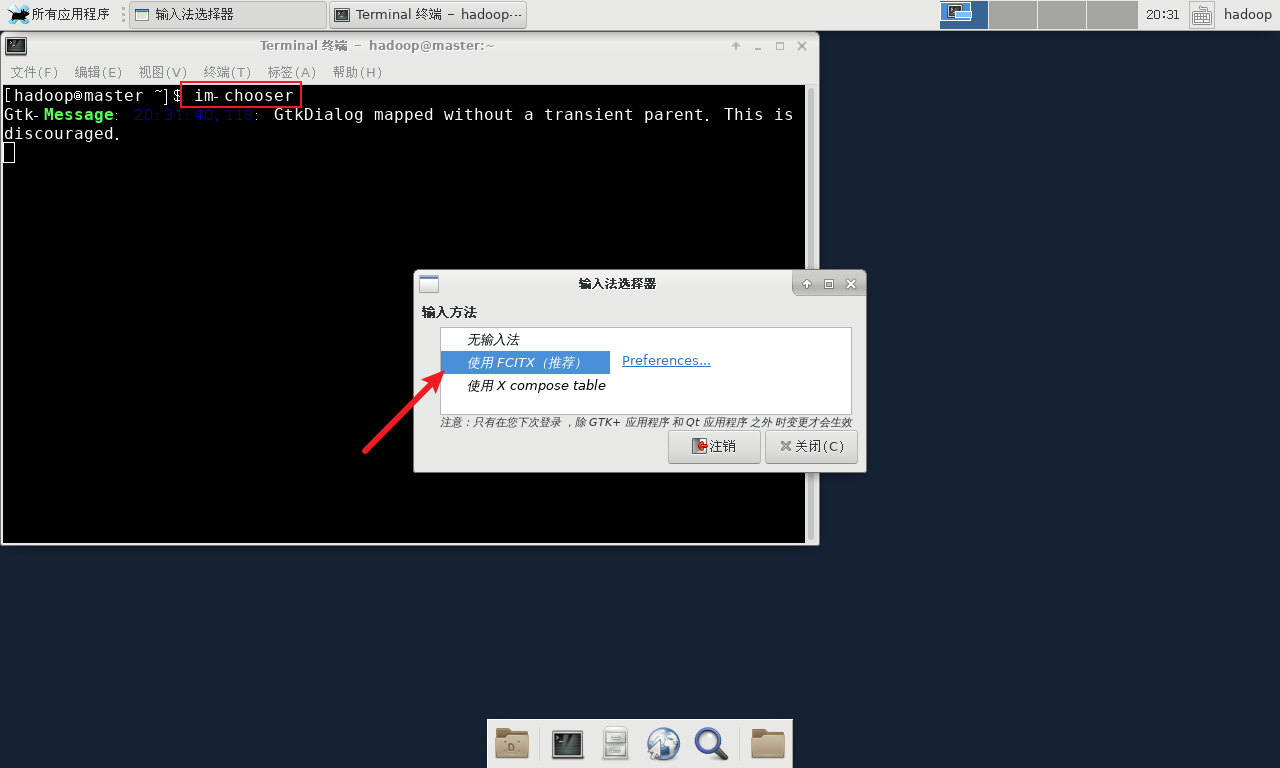 所有应用程序 输入法选择器 Terminal 终端 – hadoop··· 20:31 hadoop
Terminal 终端 – hadoop@master:~
文件(F) 编辑(E) 视图(V) 终端(T) 标签(A) 帮助(H)
[hadoop@master ~]$ im-chooser
Gtk-Message: 20:31:40.118: GtkDialog mapped without a transient parent. This is
discouraged.
输入法选择器
输入方法
无输入法
使用 FCITX（推荐） Preferences...
使用 X compose table
注意：只有在您下次登录 ，除 GTK+ 应用程序 和 Qt 应用程序 之外 时变更才会生效
注销 关闭(C)